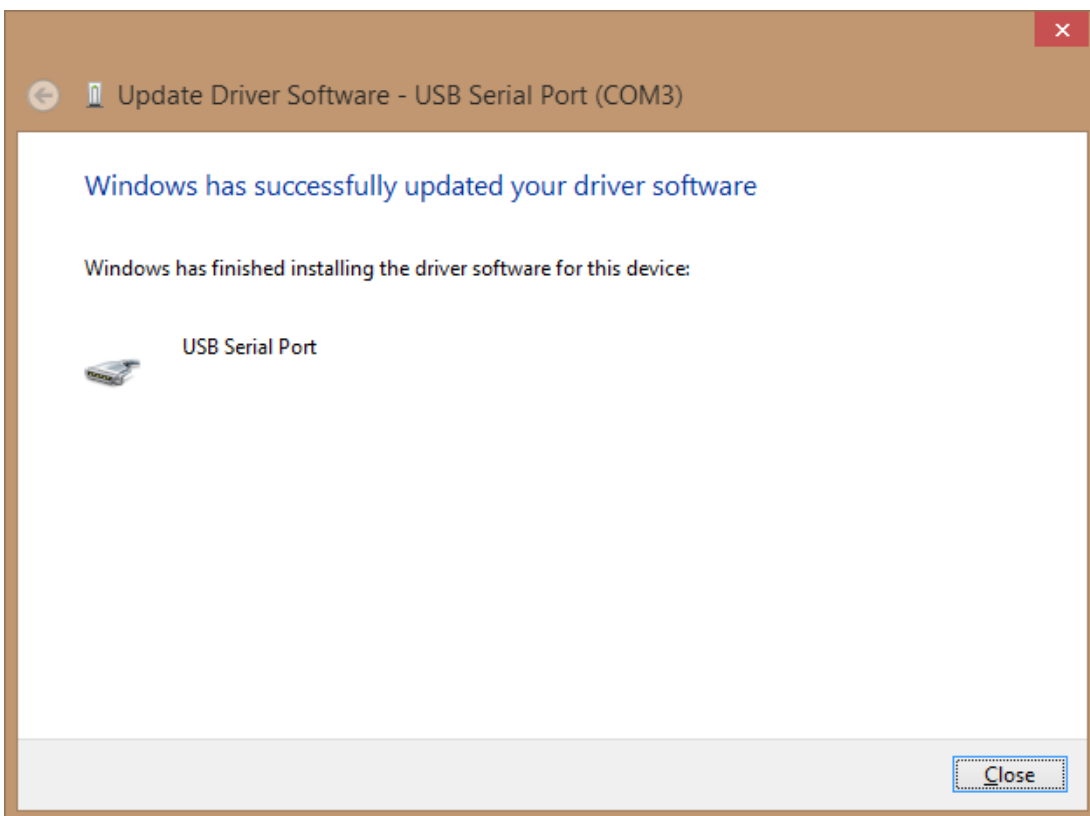 Update Driver Software - USB Serial Port (COM3)
Windows has successfully updated your driver software
Windows has finished installing the driver software for this device:
USB Serial Port
Close